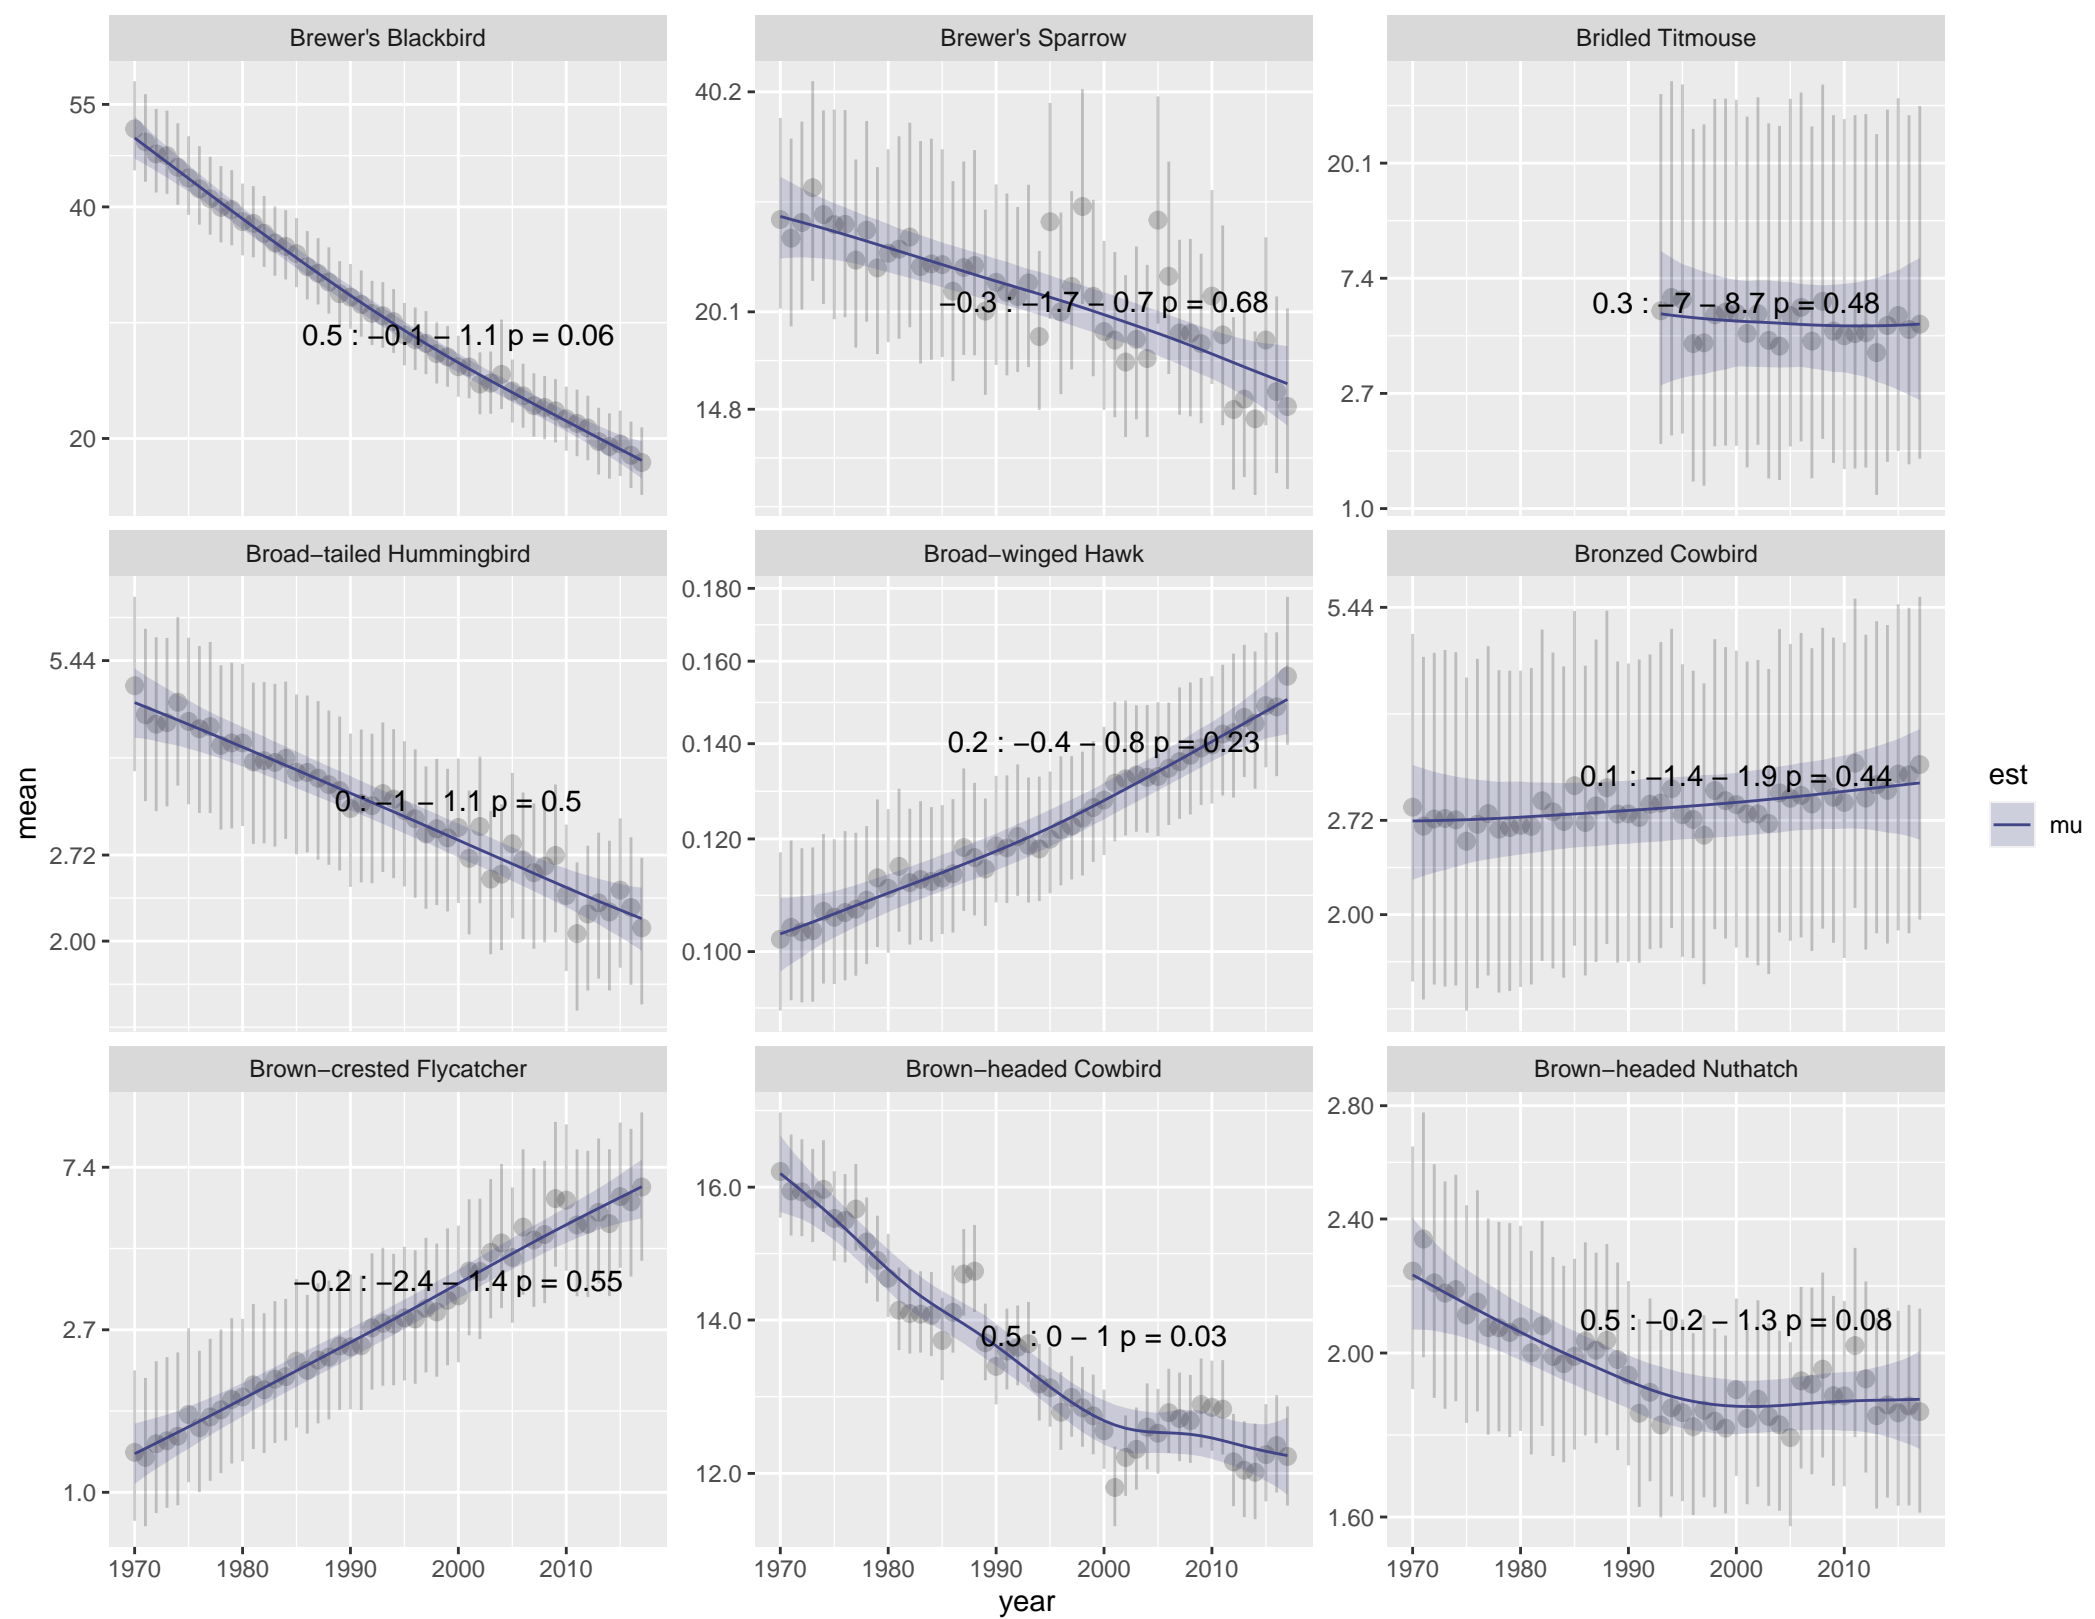 Brewer's Blackbird
Brewer's Sparrow
Bridled Titmouse
55
40
20
0.5 : −0.1 − 1.1 p = 0.06
40.2
20.1
14.8
−0.3 : −1.7 − 0.7 p = 0.68
20.1
7.4
2.7
1.0
0.3 : −7 − 8.7 p = 0.48
Broad−tailed Hummingbird
Broad−winged Hawk
Bronzed Cowbird
5.44
2.72
2.00
0 : −1 − 1.1 p = 0.5
0.180
0.160
0.140
0.120
0.100
0.2 : −0.4 − 0.8 p = 0.23
5.44
2.72
2.00
0.1 : −1.4 − 1.9 p = 0.44
Brown−crested Flycatcher
Brown−headed Cowbird
Brown−headed Nuthatch
7.4
2.7
1.0
−0.2 : −2.4 − 1.4 p = 0.55
16.0
14.0
12.0
0.5 : 0 − 1 p = 0.03
2.80
2.40
2.00
1.60
0.5 : −0.2 − 1.3 p = 0.08
1970 1980 1990 2000 2010
1970 1980 1990 2000 2010
1970 1980 1990 2000 2010
year
mean
est
mu